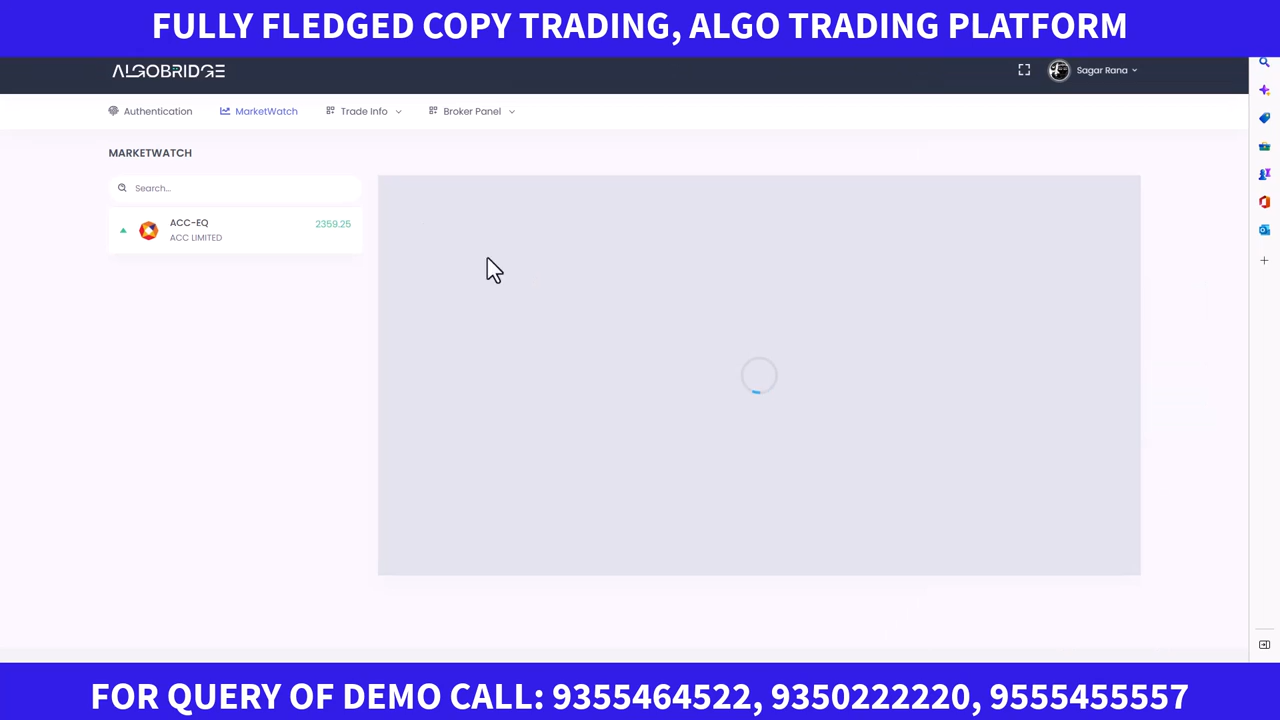 FULLY FLEDGED COPY TRADING, ALGO TRADING PLATFORM
ALGOBRIDGE
Sagar Rana
Authentication
MarketWatch
Trade Info
Broker Panel
MARKETWATCH
Search...
ACC-EQ
2359.25
ACC LIMITED
FOR QUERY OF DEMO CALL: 9355464522, 9350222220, 9555455557